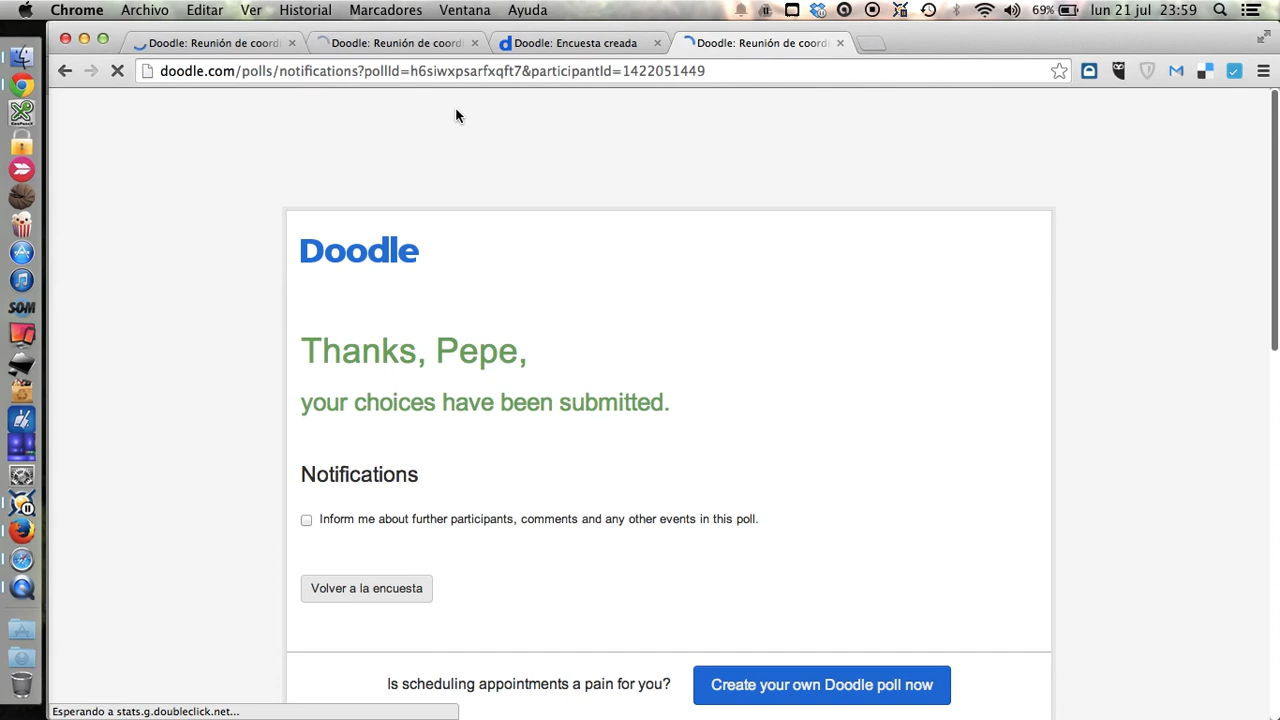 Chrome Archivo Editar Ver Historial Marcadores Ventana Ayuda 69% lun 21 jul 23:59
Doodle: Reunión de coord Doodle: Reunión de coord Doodle: Encuesta creada Doodle: Reunión de coord
doodle.com/polls/notifications?pollId=h6siwxpsarfxqft7&participantId=1422051449
SOM
Doodle
Thanks, Pepe,
your choices have been submitted.
Notifications
Inform me about further participants, comments and any other events in this poll.
Volver a la encuesta
Is scheduling appointments a pain for you? Create your own Doodle poll now
Esperando a stats.g.doubleclick.net...